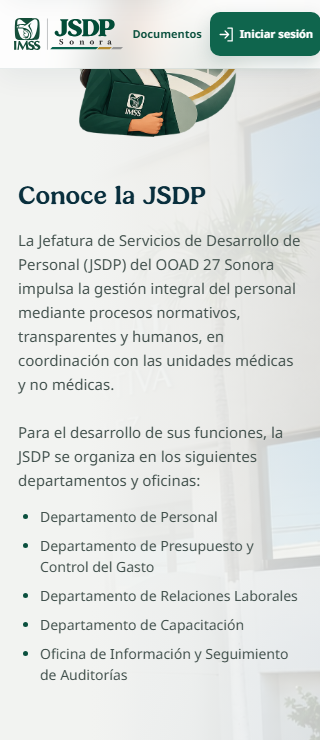 IMSS
JSDP
Sonora
Documentos
Iniciar sesión
IMSS
Conoce la JSDP
La Jefatura de Servicios de Desarrollo de
Personal (JSDP) del OOAD 27 Sonora
impulsa la gestión integral del personal
mediante procesos normativos,
transparentes y humanos, en
coordinación con las unidades médicas
y no médicas.
Para el desarrollo de sus funciones, la
JSDP se organiza en los siguientes
departamentos y oficinas:
Departamento de Personal
Departamento de Presupuesto y
Control del Gasto
Departamento de Relaciones Laborales
Departamento de Capacitación
Oficina de Información y Seguimiento
de Auditorías